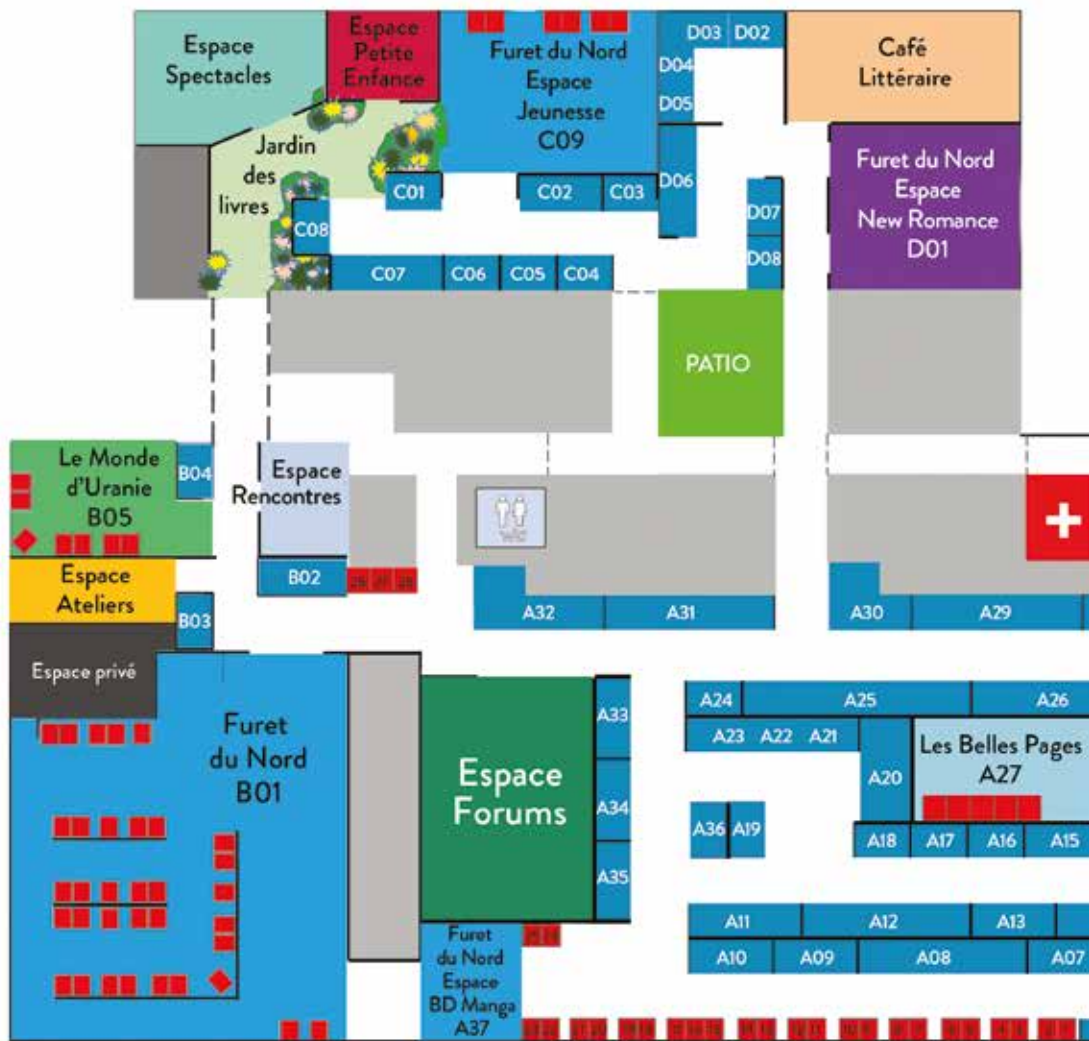 Espace
Spectacles
Espace
Petite
Enfance
Furet du Nord
Espace
Jeunesse
C09
D03
D02
D04
D05
Café
Littéraire
Jardin
des
livres
C01
C02
C03
D06
D07
D08
Furet du Nord
Espace
New Romance
D01
C08
C07
C06
C05
C04
PATIO
Le Monde
d'Uranie
B05
B04
Espace
Rencontres
B02
Espace
Ateliers
B03
Espace privé
A32
A31
A30
A29
Furet
du Nord
B01
Espace
Forums
A33
A34
A35
A24
A25
A26
A23
A22
A21
A20
Les Belles Pages
A27
A36
A19
A18
A17
A16
A15
A11
A12
A13
A10
A09
A08
A07
Furet
du Nord
Espace
BD Manga
A37